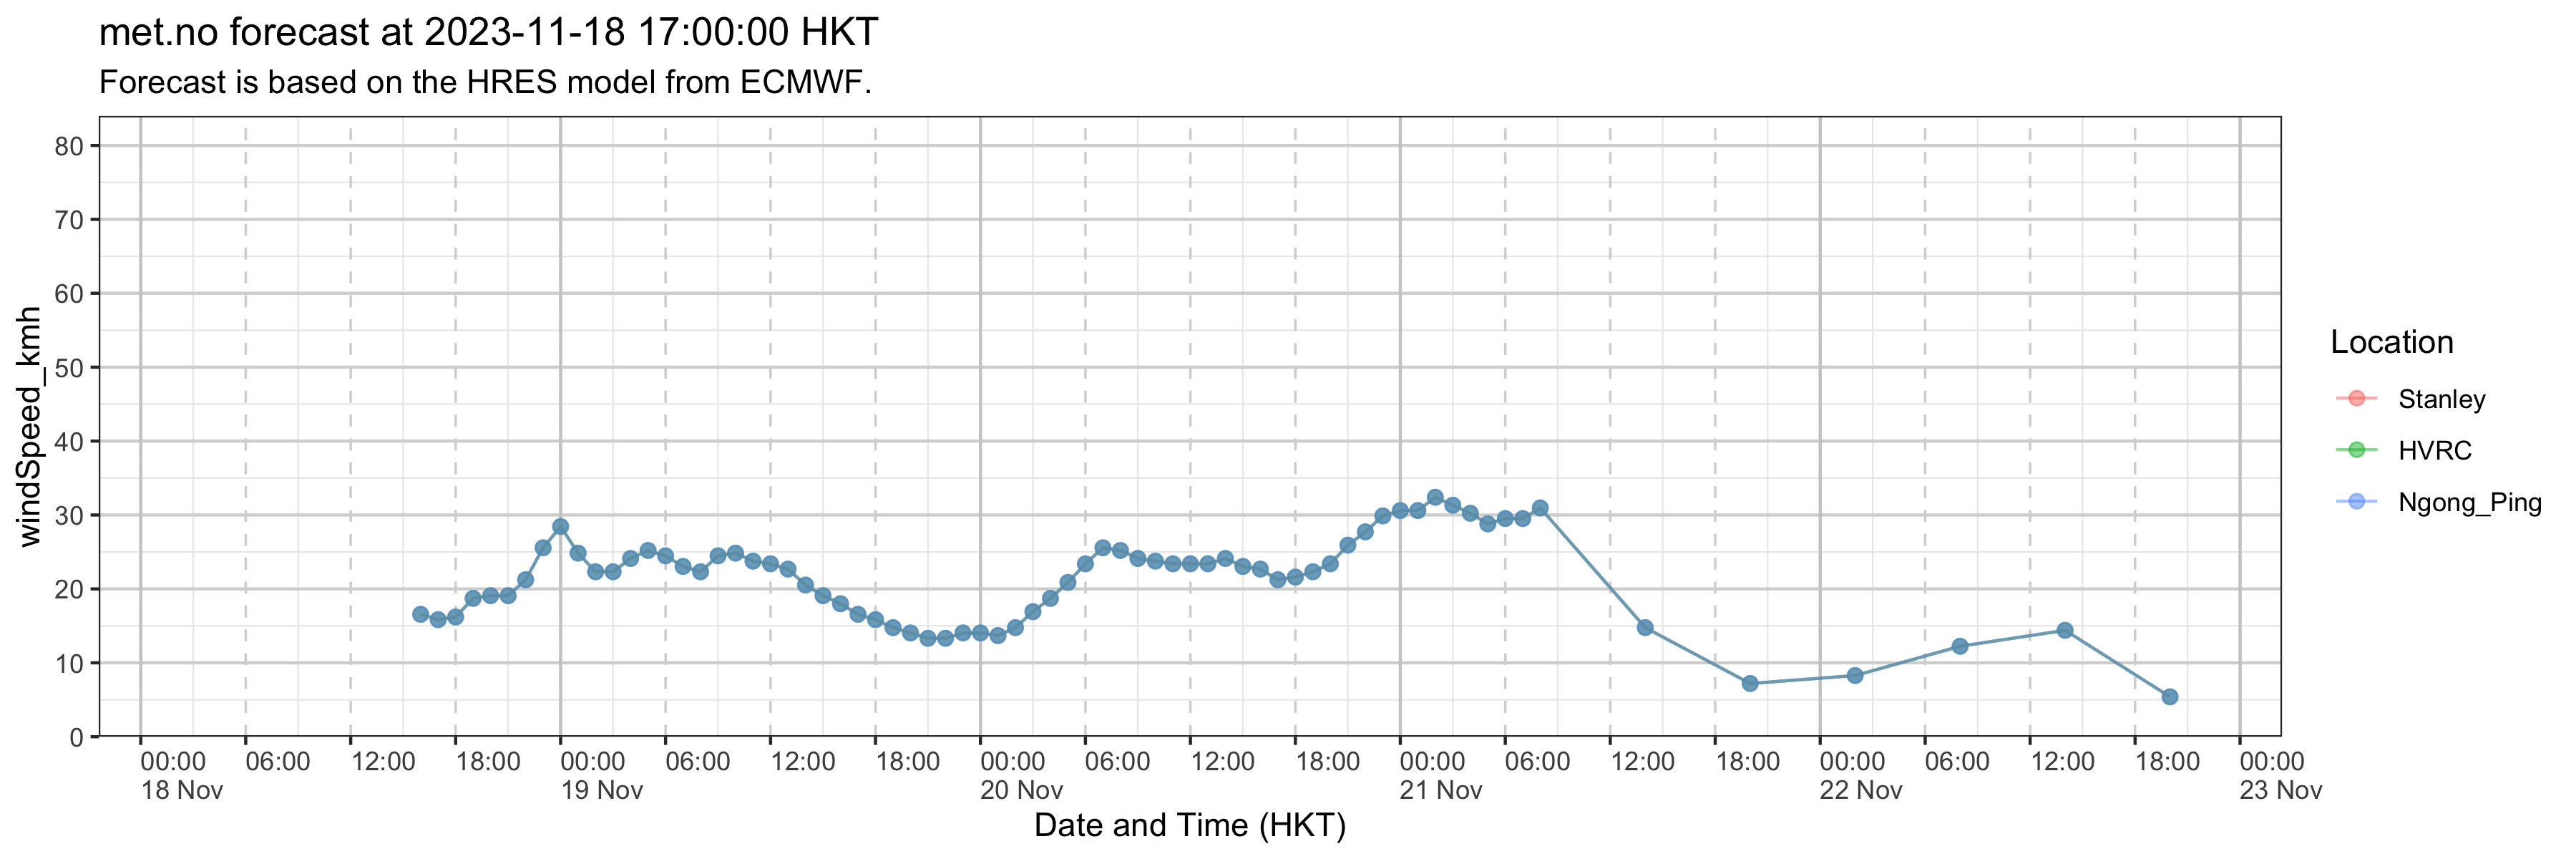 met.no forecast at 2023-11-18 17:00:00 HKT
Forecast is based on the HRES model from ECMWF.
windSpeed_kmh
80
70
60
50
40
30
20
10
0
00:00 06:00 12:00 18:00 00:00 06:00 12:00 18:00 00:00 06:00 12:00 18:00 00:00 06:00 12:00 18:00 00:00 06:00 12:00 18:00 00:00
18 Nov 19 Nov 20 Nov 21 Nov 22 Nov 23 Nov
Date and Time (HKT)
Location
Stanley
HVRC
Ngong_Ping